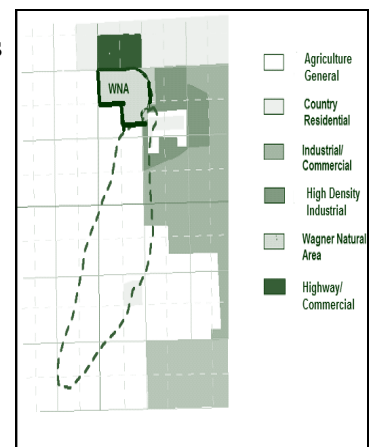 s
WNA
Agriculture
General
Country
Residential
Industrial/
Commercial
High Density
Industrial
Wagner Natural
Area
Highway/
Commercial